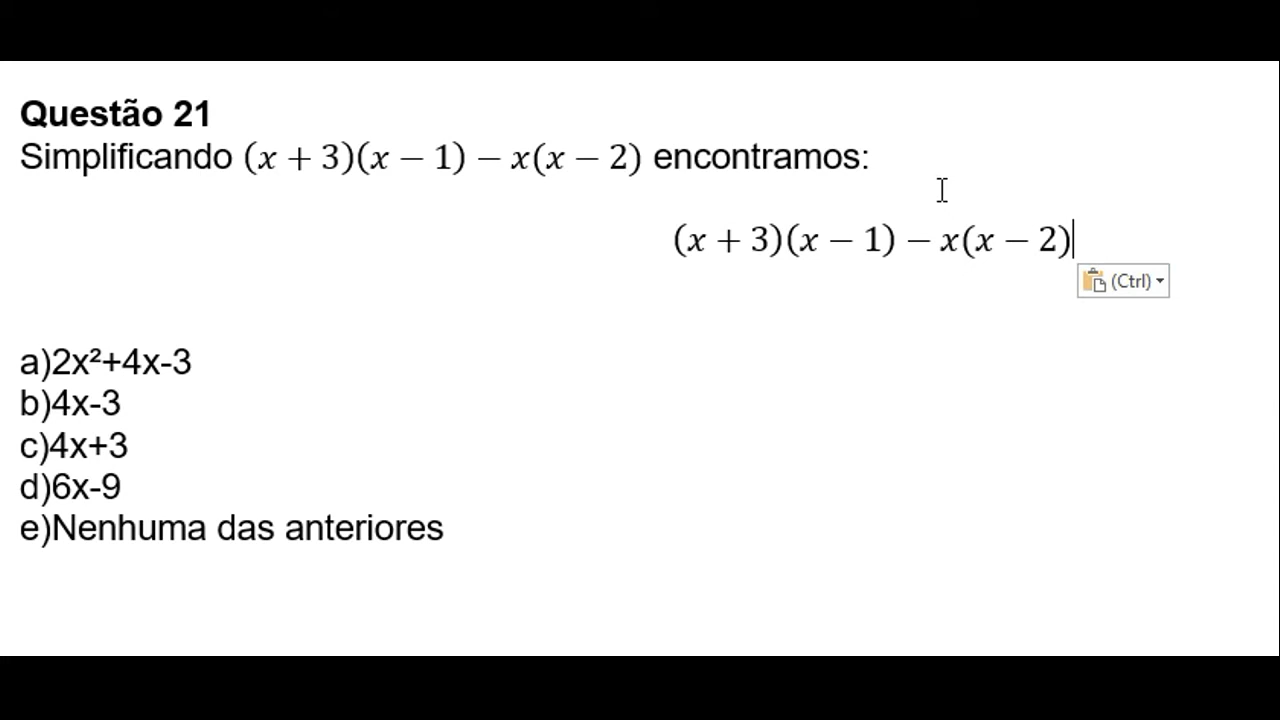 Questão 21
Simplificando (x + 3)(x − 1) − x(x − 2) encontramos:
(x + 3)(x − 1) − x(x − 2)
(Ctrl)
a)2x²+4x-3
b)4x-3
c)4x+3
d)6x-9
e)Nenhuma das anteriores